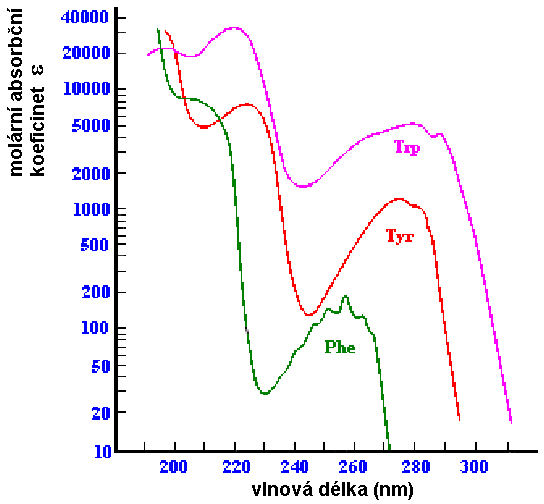 molární absorbční
koeficinet ε
40000
20000
10000
5000
2000
1000
500
200
100
50
20
10
Trp
Tyr
Phe
200 220 240 260 280 300
vlnová délka (nm)